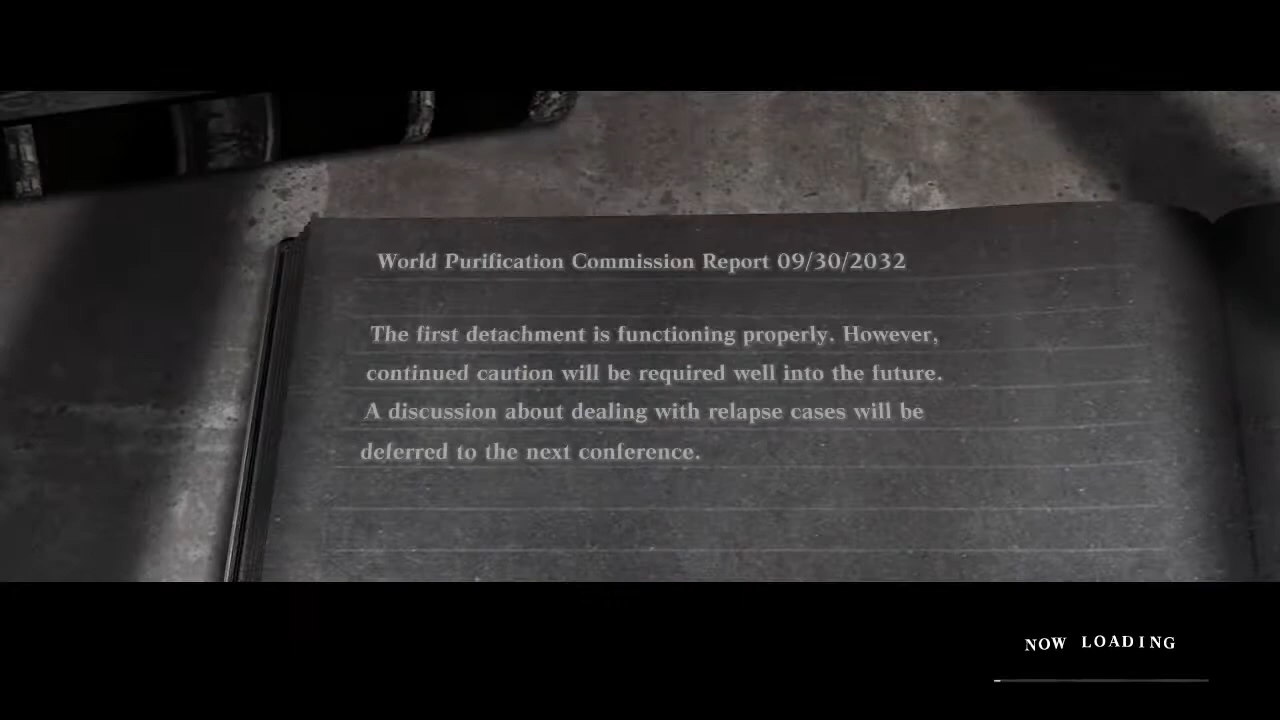 World Purification Commission Report 09/30/2032
The first detachment is functioning properly. However,
continued caution will be required well into the future.
A discussion about dealing with relapse cases will be
deferred to the next conference.
NOW LOADING